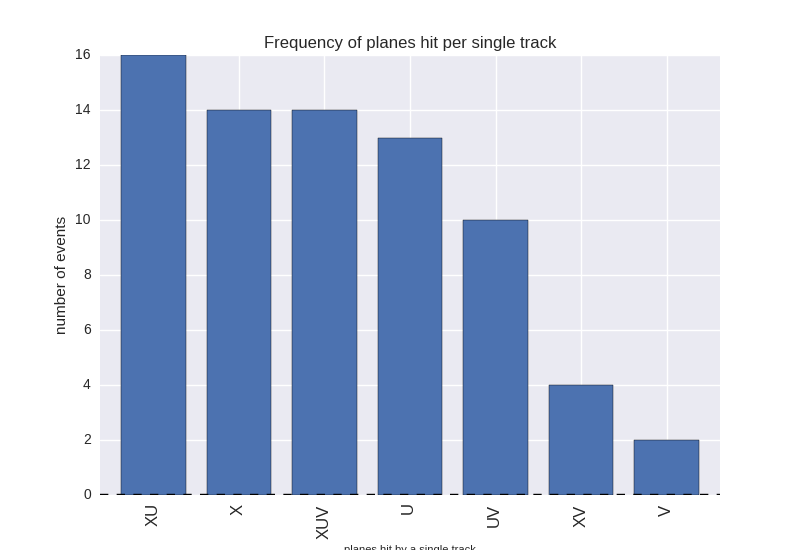 Frequency of planes hit per single track
number of events
16
14
12
10
8
6
4
2
0
XU
X
XUV
U
UV
XV
V
planes hit by a single track